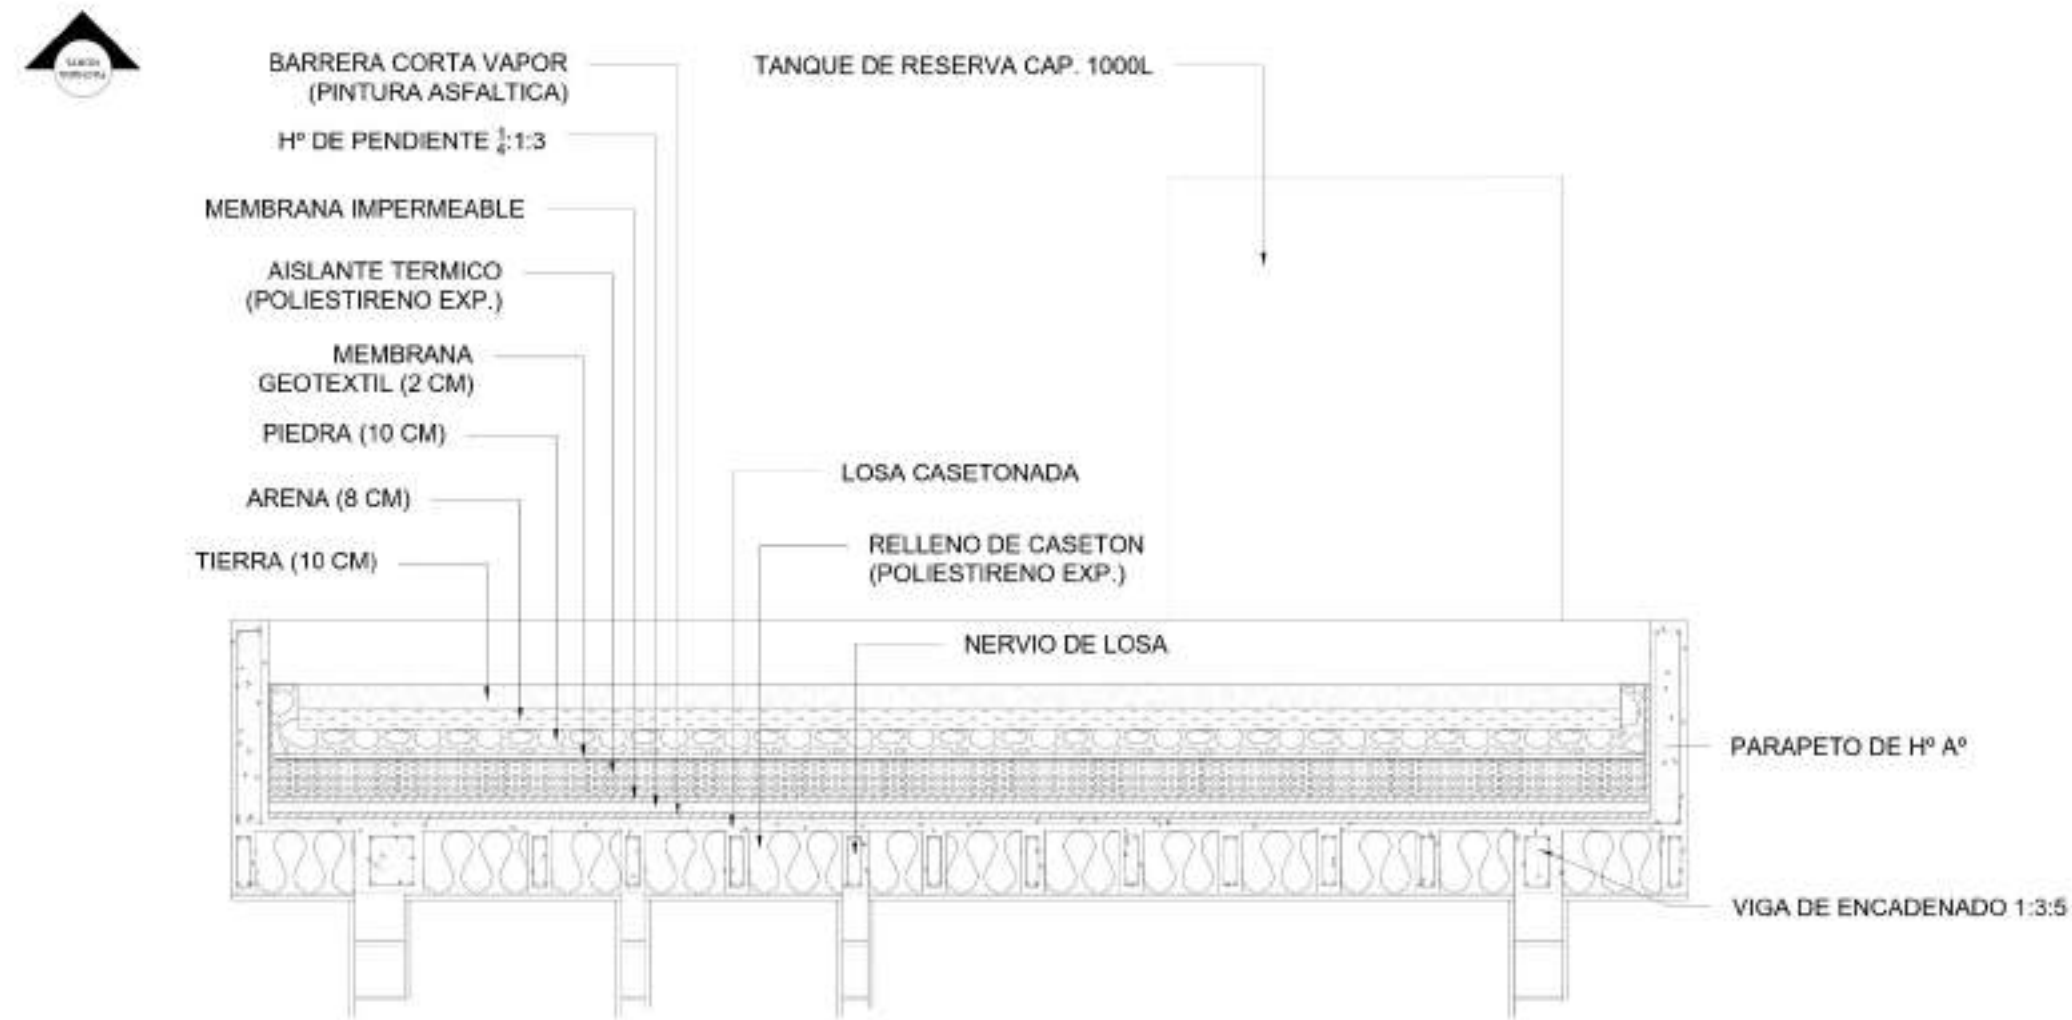 BARRERA CORTA VAPOR
(PINTURA ASFALTICA)
TANQUE DE RESERVA CAP. 1000L
Hº DE PENDIENTE ¼:1:3
MEMBRANA IMPERMEABLE
AISLANTE TERMICO
(POLIESTIRENO EXP.)
MEMBRANA
GEOTEXTIL (2 CM)
PIEDRA (10 CM)
LOSA CASETONADA
ARENA (8 CM)
RELLENO DE CASETON
(POLIESTIRENO EXP.)
TIERRA (10 CM)
NERVIO DE LOSA
PARAPETO DE Hº Aº
VIGA DE ENCADENADO 1:3:5